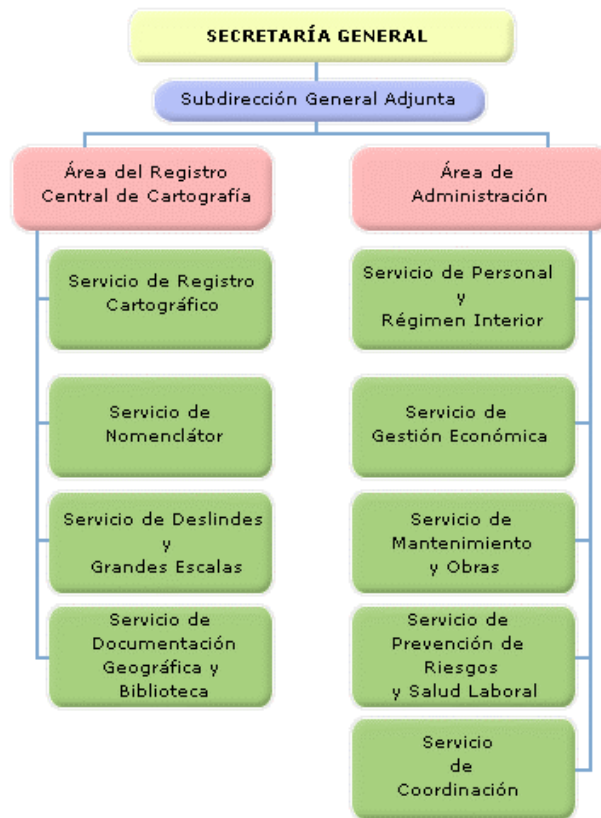 SECRETARÍA GENERAL
Subdirección General Adjunta
Área del Registro
Central de Cartografía
Servicio de Registro
Cartográfico
Servicio de
Nomenclátor
Servicio de Deslindes
y
Grandes Escalas
Servicio de
Documentación
Geográfica y
Biblioteca
Área de
Administración
Servicio de Personal
y
Régimen Interior
Servicio de
Gestión Económica
Servicio de
Mantenimiento
y Obras
Servicio de
Prevención de
Riesgos
y Salud Laboral
Servicio
de
Coordinación